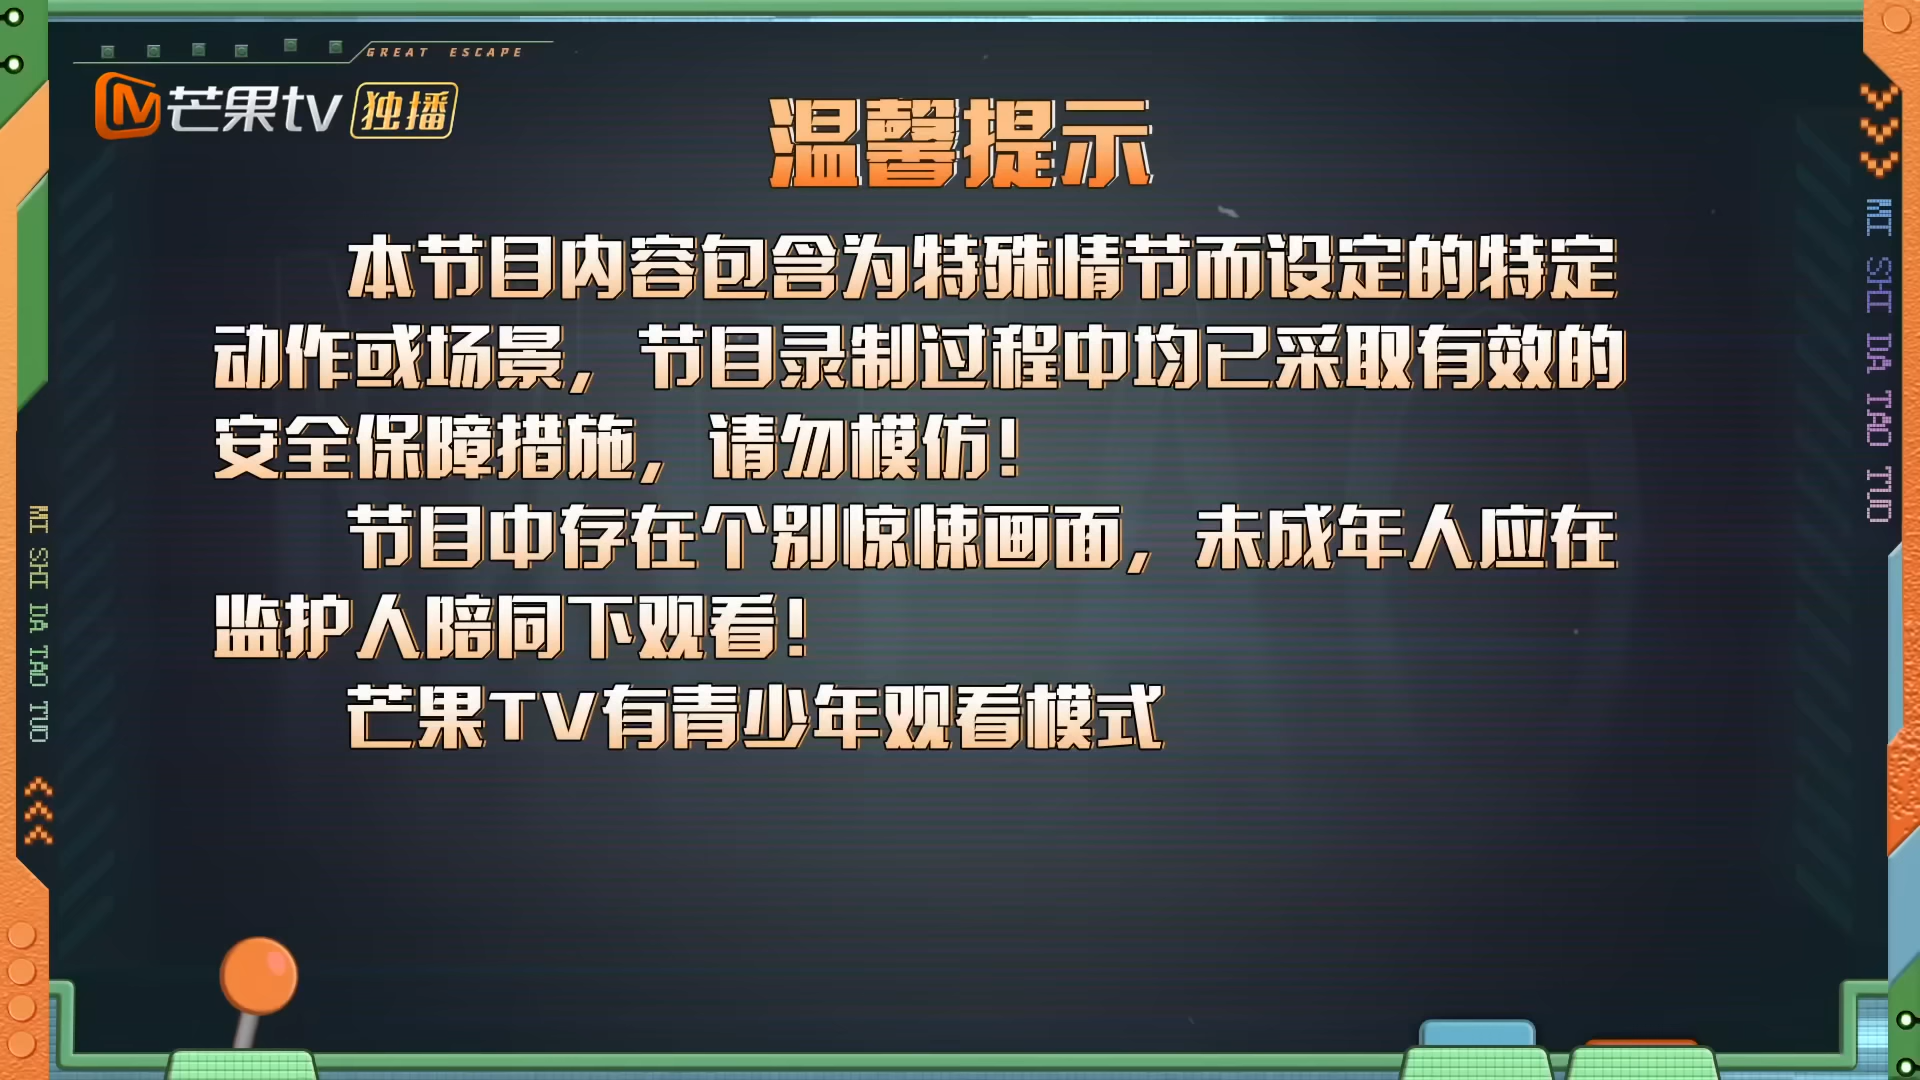 GREAT ESCAPE
芒果tv 独播
温馨提示
本节目内容包含为特殊情节而设定的特定
动作或场景，节目录制过程中均已采取有效的
安全保障措施，请勿模仿！
节目中存在个别惊悚画面，未成年人应在
监护人陪同下观看！
芒果TV有青少年观看模式
MI SHI DA TAO TUO
MI SHI DA TAO TUO